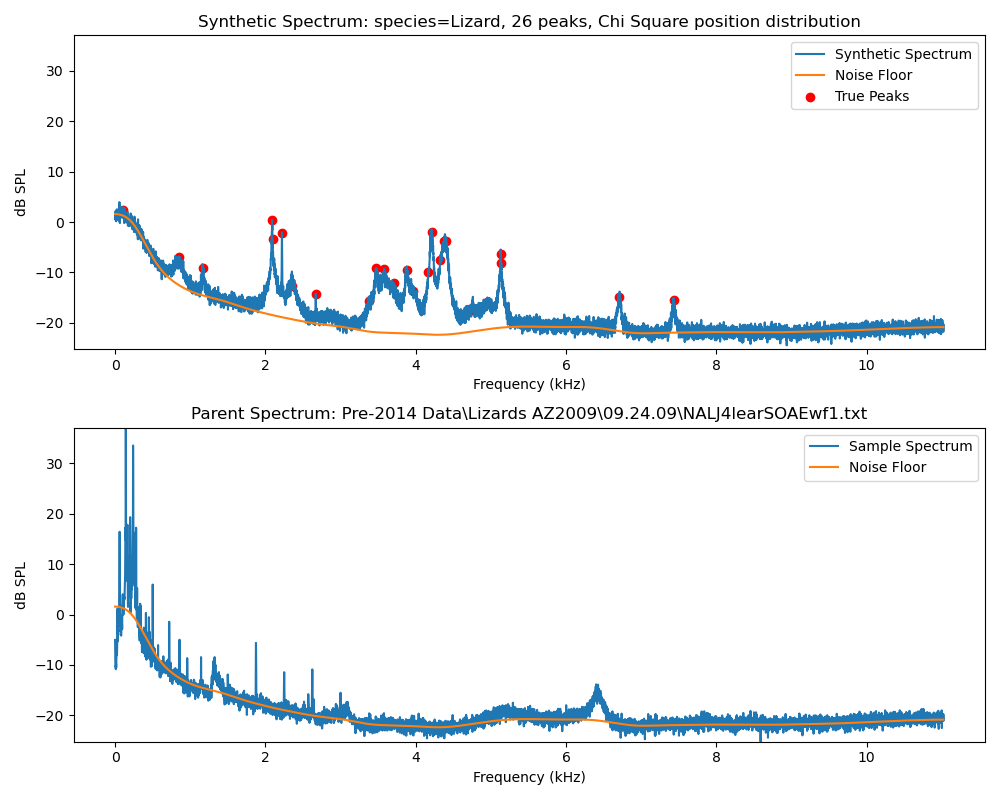 Synthetic Spectrum: species=Lizard, 26 peaks, Chi Square position distribution
30
20
10
0
−10
−20
dB SPL
Synthetic Spectrum
Noise Floor
True Peaks
0 2 4 6 8 10
Frequency (kHz)
Parent Spectrum: Pre-2014 Data\Lizards AZ2009\09.24.09\NALJ4learSOAEwf1.txt
30
20
10
0
−10
−20
dB SPL
Sample Spectrum
Noise Floor
0 2 4 6 8 10
Frequency (kHz)